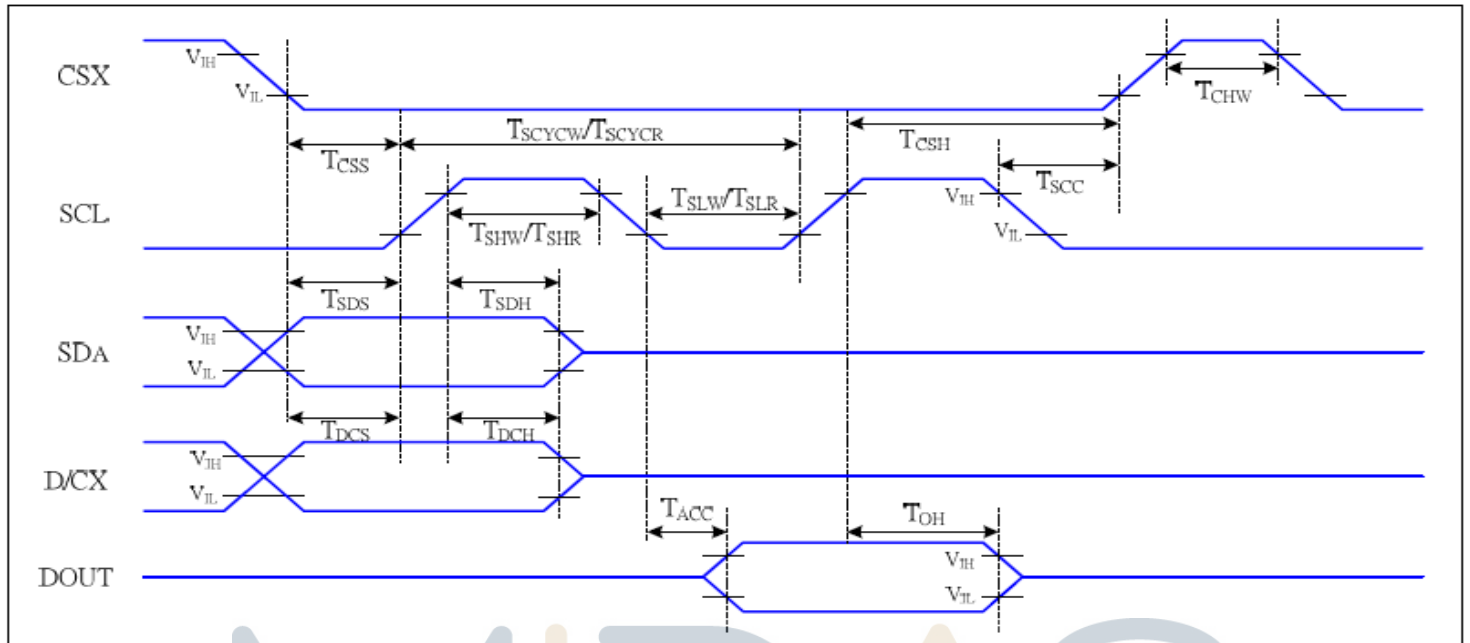 CSX
VIH
VIL
TCSS
TSCYCW/TSCYCR
TCSH
TCHW
TSCC
SCL
TSHW/TSHR
TSLW/TSLR
VIH
VIL
TSDS
TSDH
SDA
VIH
VIL
TDCS
TDCH
D/CX
VIH
VIL
TACC
TOH
DOUT
VIH
VIL